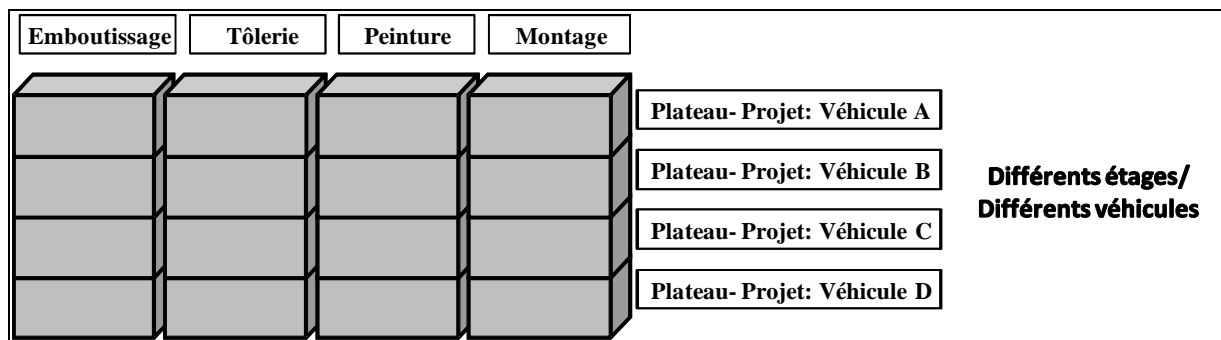 Emboutissage Tôlerie Peinture Montage
Plateau- Projet: Véhicule A
Plateau- Projet: Véhicule B
Plateau- Projet: Véhicule C
Plateau- Projet: Véhicule D
Différents étages/
Différents véhicules